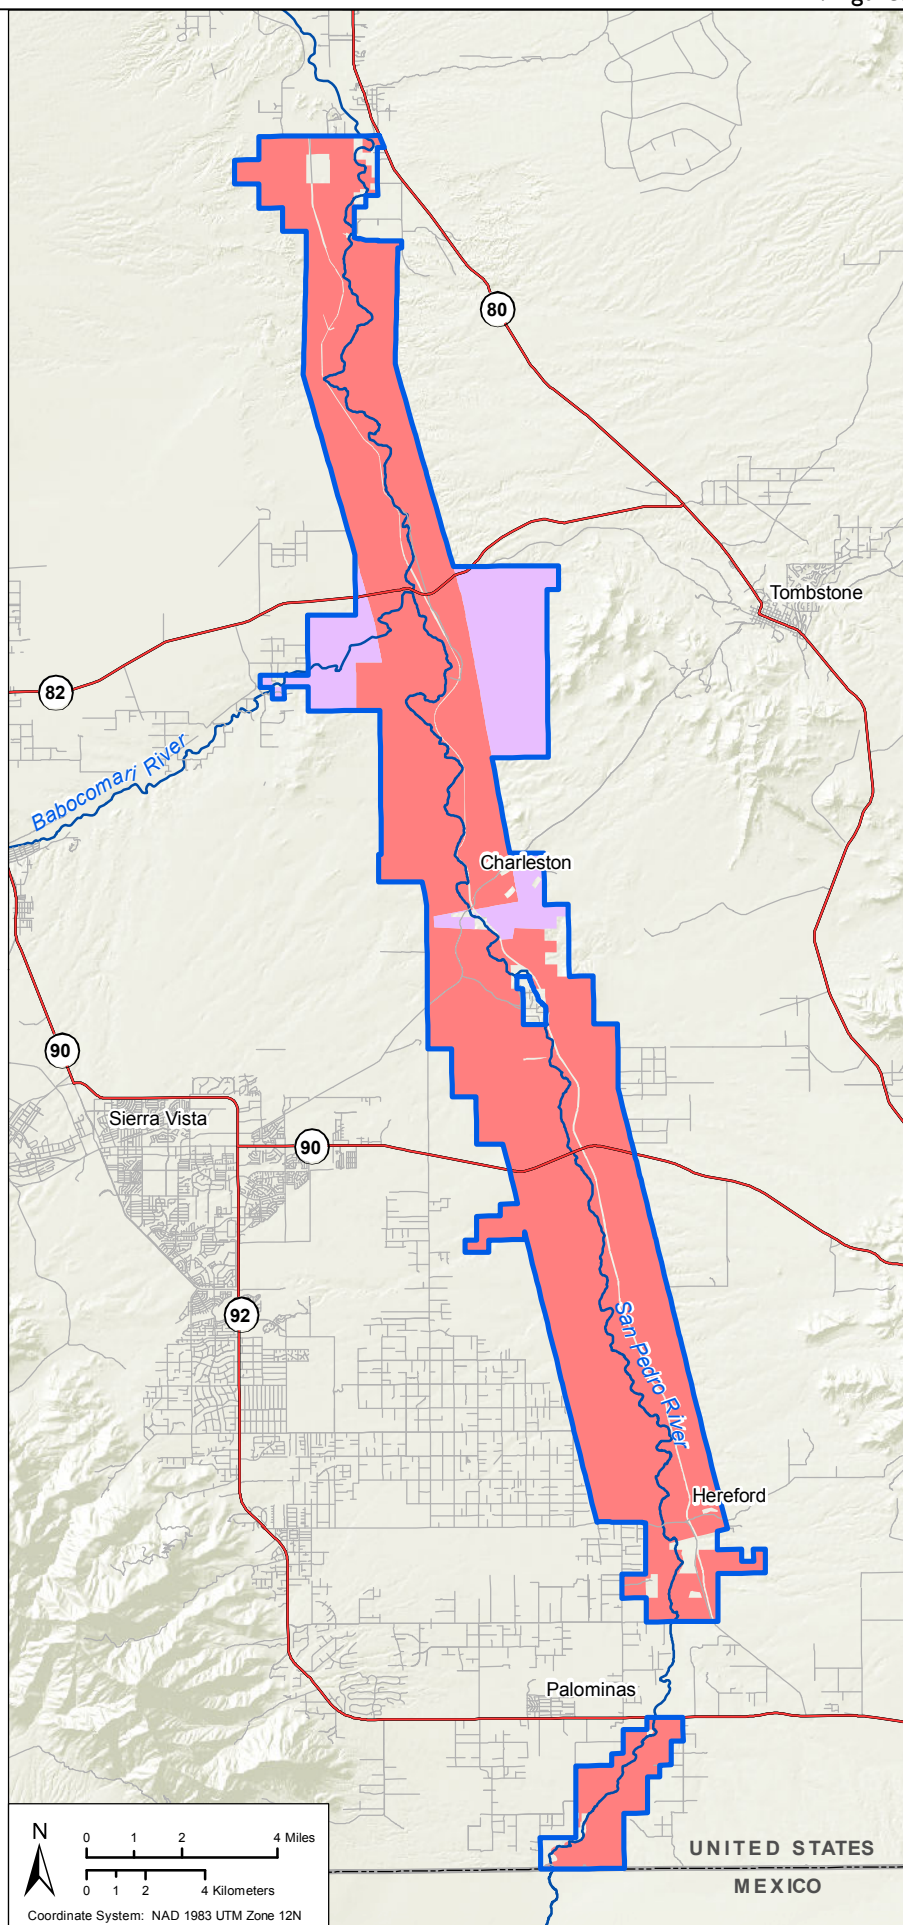 80
Tombstone
82
Babocomari River
Charleston
90
Sierra Vista
90
92
San Pedro River
Hereford
Palominas
UNITED STATES
MEXICO
N
0 1 2 4 Miles
0 1 2 4 Kilometers
Coordinate System: NAD 1983 UTM Zone 12N